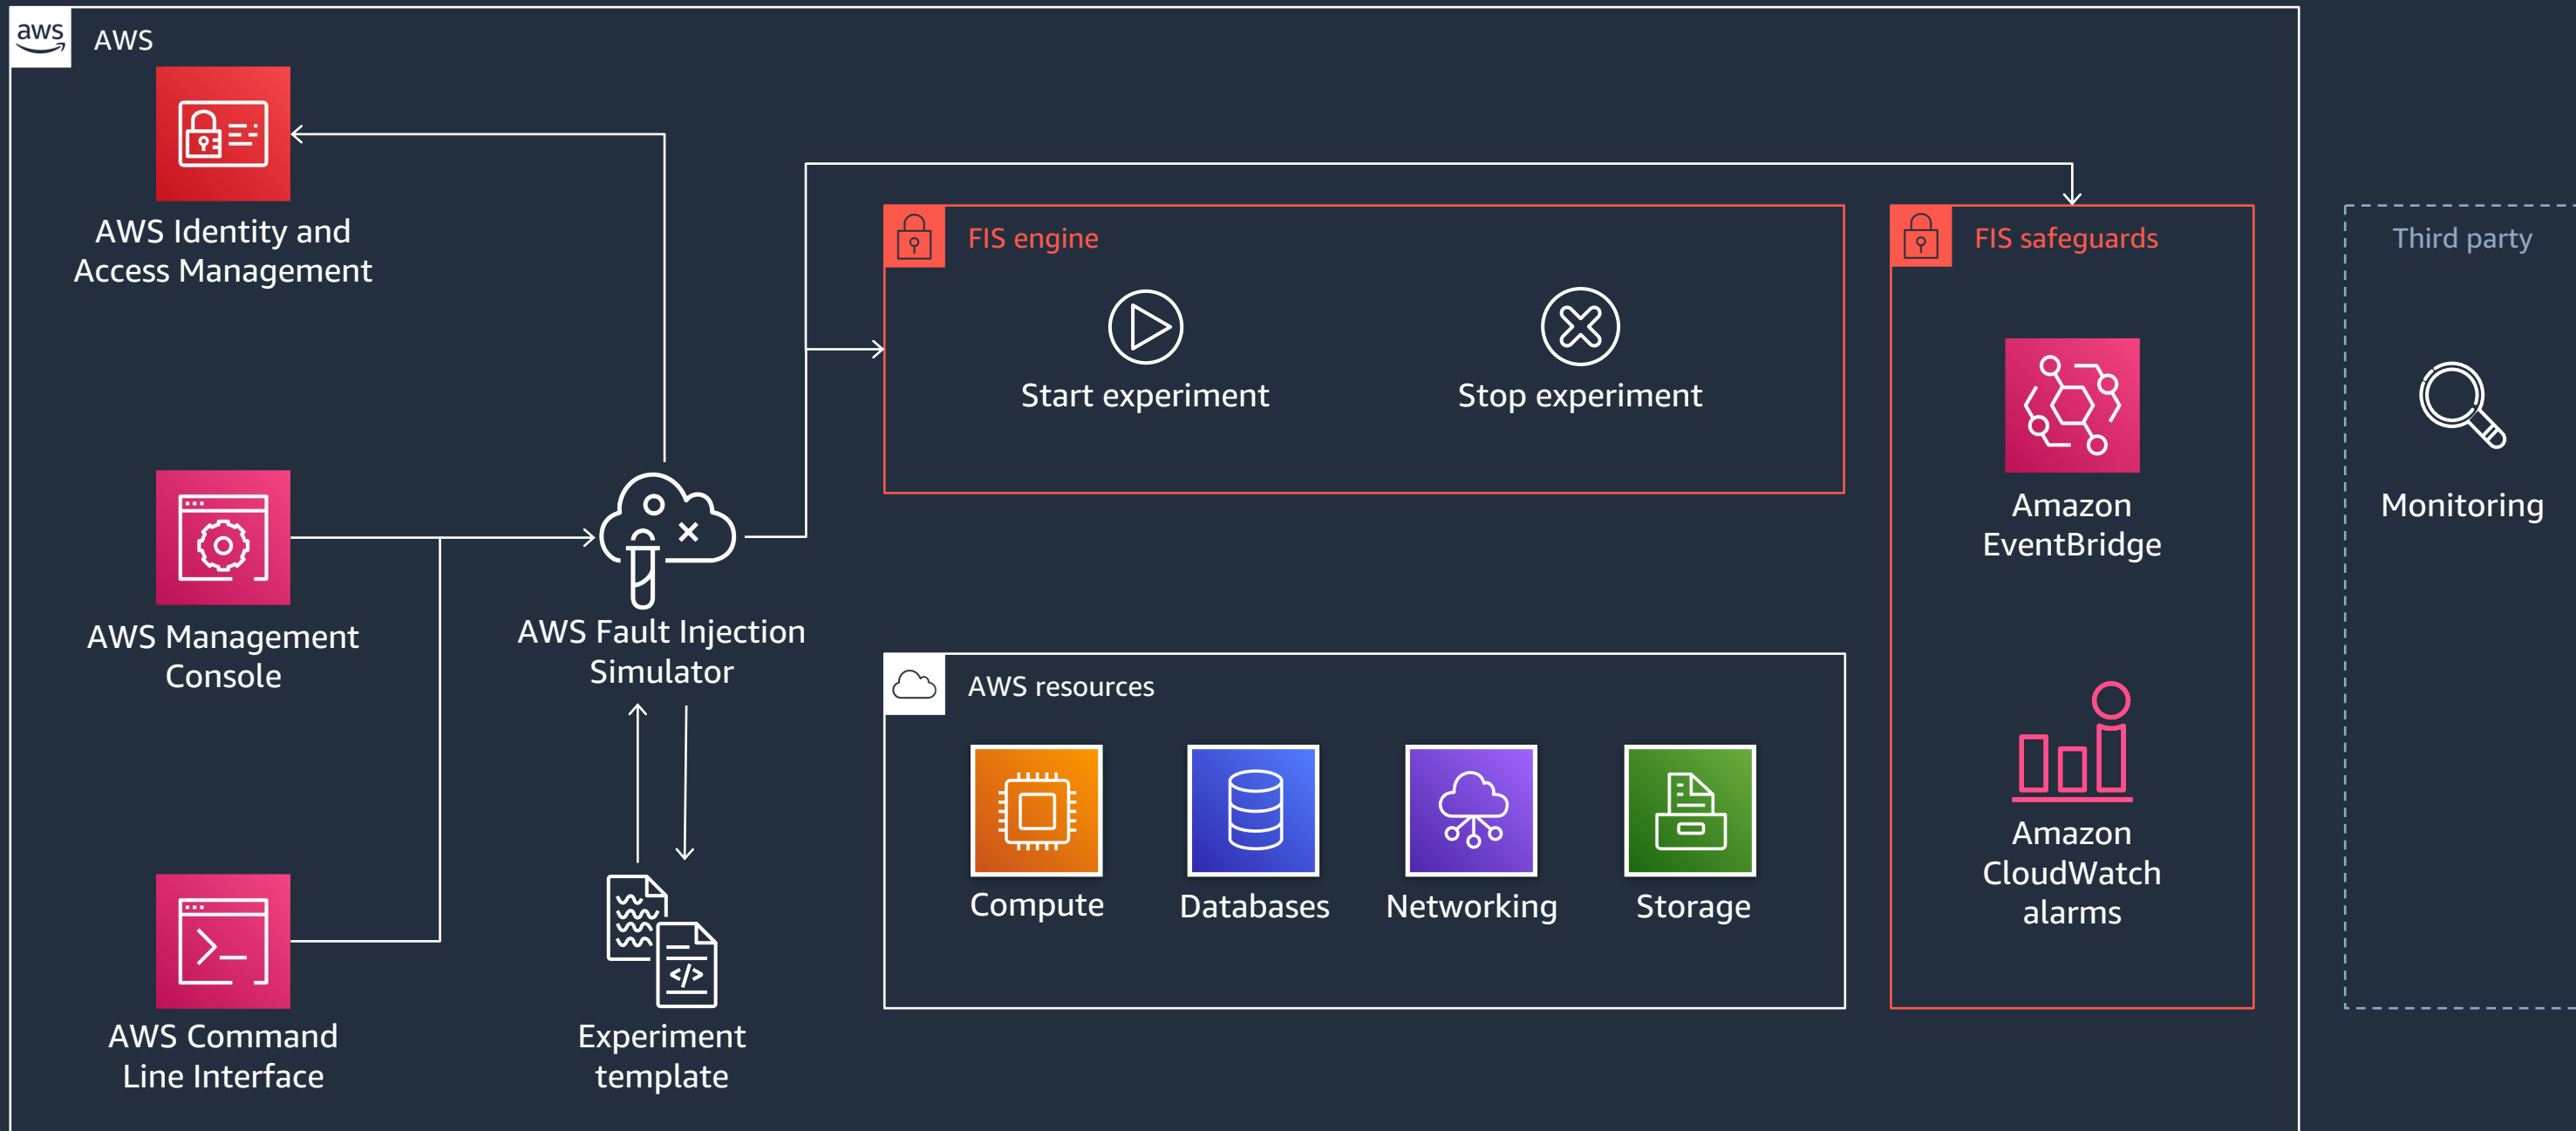 aws
AWS
AWS Identity and
Access Management
FIS engine
FIS safeguards
Third party
Start experiment
Stop experiment
Amazon
EventBridge
Monitoring
AWS Management
Console
AWS Fault Injection
Simulator
AWS resources
Compute
Databases
Networking
Storage
Amazon
CloudWatch
alarms
</>
AWS Command
Line Interface
Experiment
template